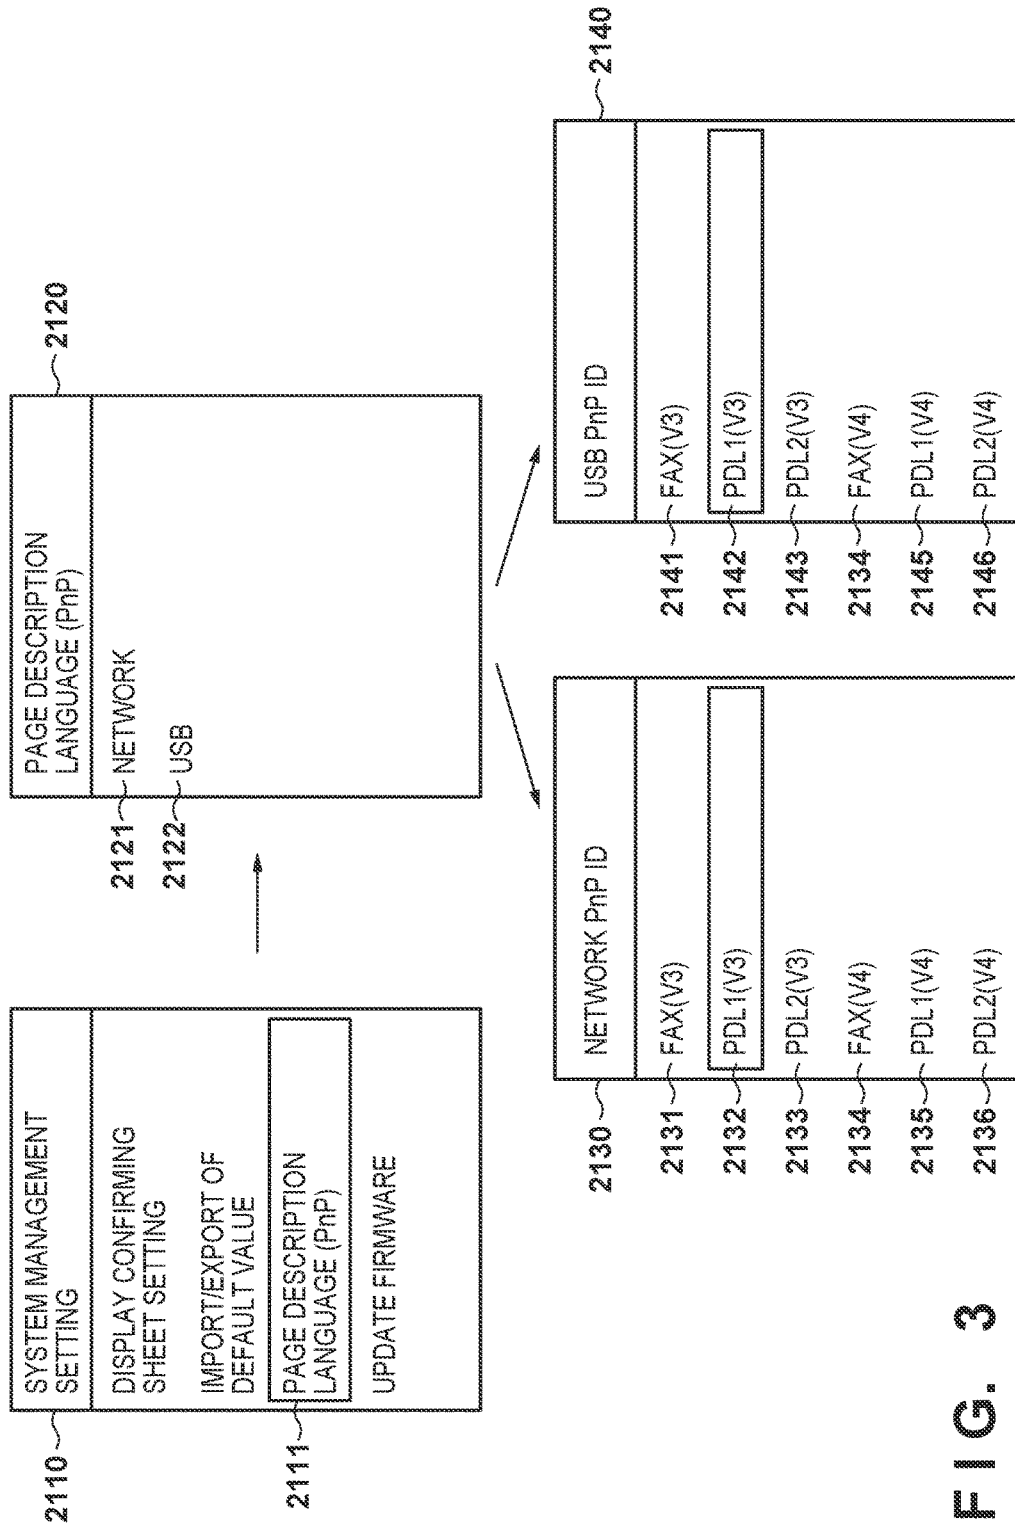 FIG. 3
2110
SYSTEM MANAGEMENT
SETTING
DISPLAY CONFIRMING
SHEET SETTING
IMPORT/EXPORT OF
DEFAULT VALUE
2111
PAGE DESCRIPTION
LANGUAGE (PnP)
UPDATE FIRMWARE
2120
PAGE DESCRIPTION
LANGUAGE (PnP)
2121 NETWORK
2122 USB
2130
NETWORK PnP ID
2131 FAX(V3)
2132 PDL1(V3)
2133 PDL2(V3)
2134 FAX(V4)
2135 PDL1(V4)
2136 PDL2(V4)
2140
USB PnP ID
2141 FAX(V3)
2142 PDL1(V3)
2143 PDL2(V3)
2134 FAX(V4)
2145 PDL1(V4)
2146 PDL2(V4)